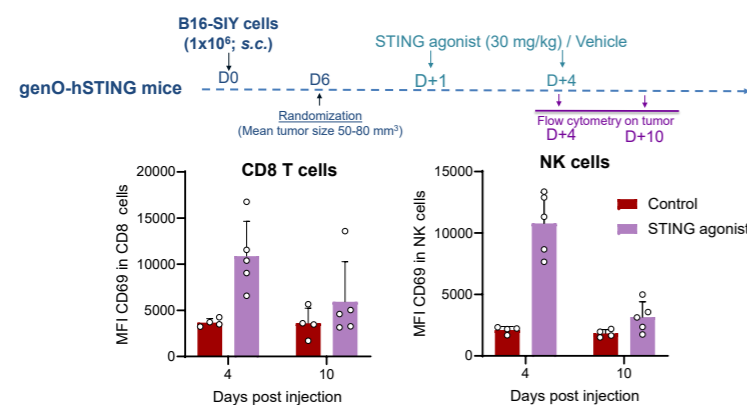 B16-SIY cells
(1x10⁶; s.c.)
STING agonist (30 mg/kg) / Vehicle
genO-hSTING mice
D0
D6
D+1
D+4
Randomization
(Mean tumor size 50-80 mm³)
Flow cytometry on tumor
D+4
D+10
CD8 T cells
MFI CD69 in CD8 cells
20000
15000
10000
5000
0
4
10
Days post injection
NK cells
MFI CD69 in NK cells
15000
10000
5000
0
4
10
Days post injection
Control
STING agonist